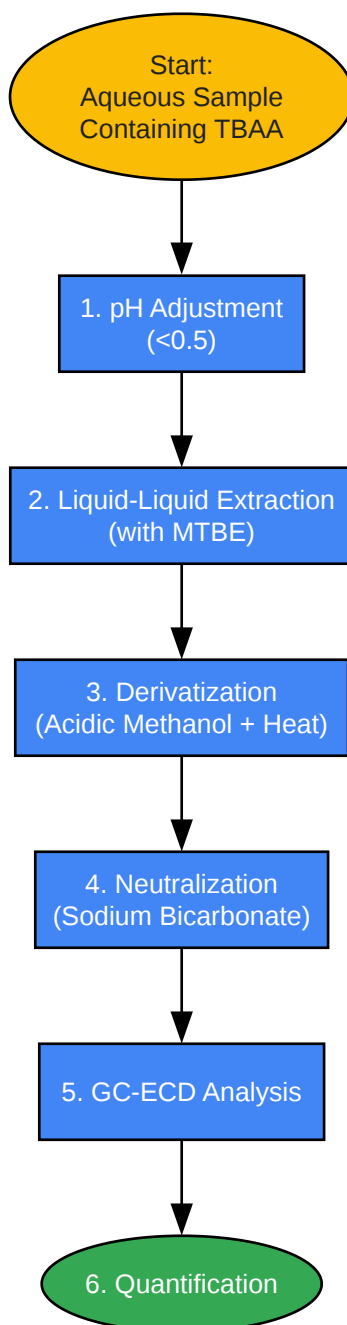 Start:
Aqueous Sample
Containing TBAA
1. pH Adjustment
(<0.5)
2. Liquid-Liquid Extraction
(with MTBE)
3. Derivatization
(Acidic Methanol + Heat)
4. Neutralization
(Sodium Bicarbonate)
5. GC-ECD Analysis
6. Quantification